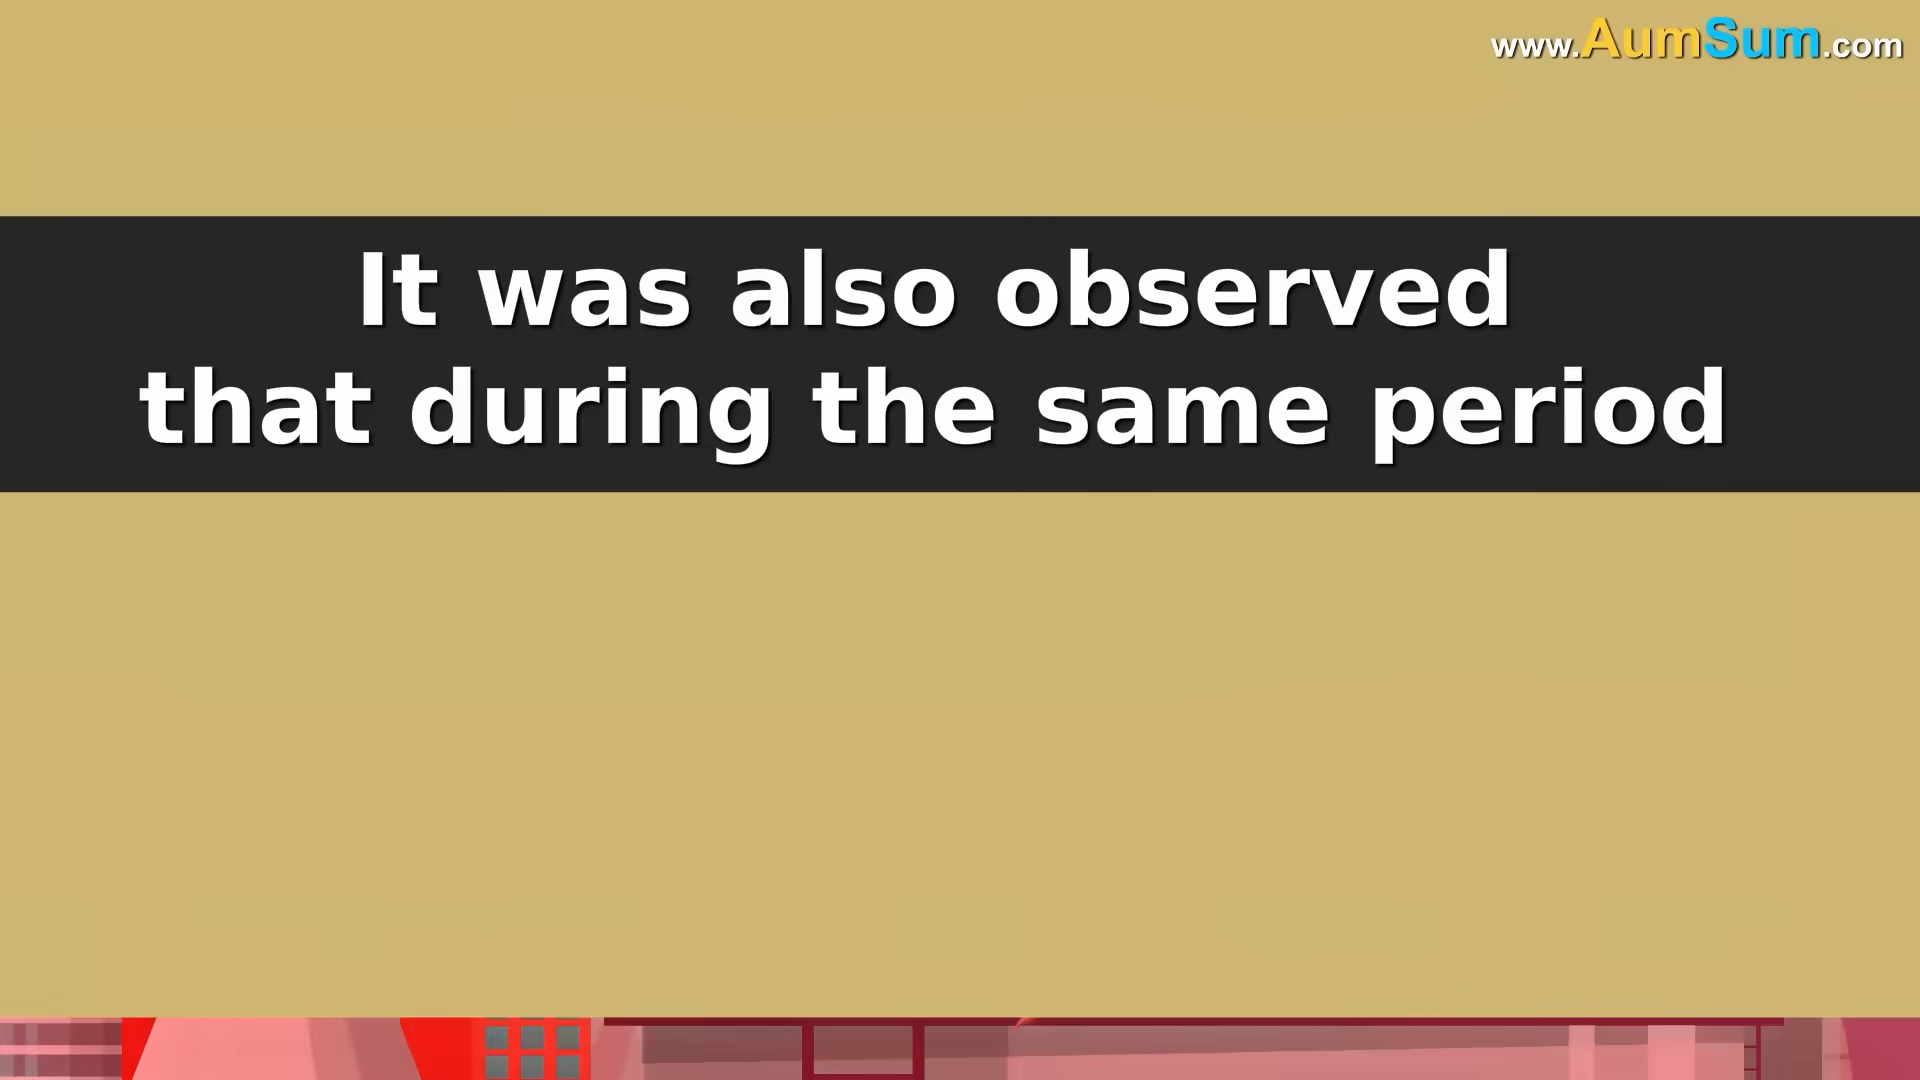 www.AumSum.com
It was also observed
that during the same period